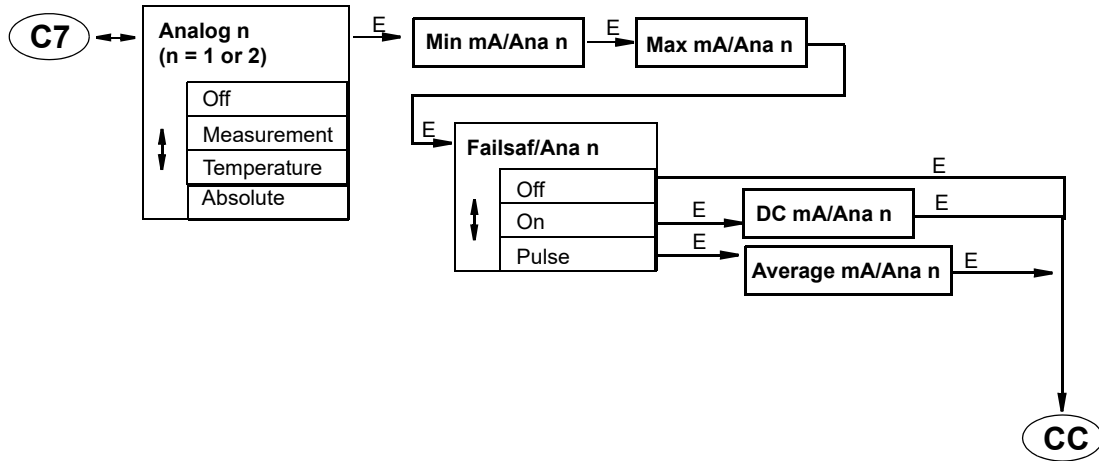 C7
Analog n
(n = 1 or 2)
Off
Measurement
Temperature
Absolute
E
Min mA/Ana n
E
Max mA/Ana n
E
Failsaf/Ana n
Off
On
Pulse
E
E
DC mA/Ana n
E
E
Average mA/Ana n
E
CC